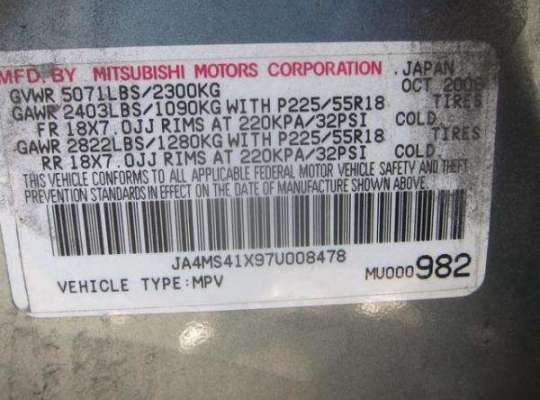 MFD. BY MITSUBISHI MOTORS CORPORATION JAPAN
GVWR 5071LBS/2300KG OCT 2006
GAWR 2403LBS/1090KG WITH P225/55R18 TIRES
FR 18X7.0JJ RIMS AT 220KPA/32PSI COLD.
GAWR 2822LBS/1280KG WITH P225/55R18 TIRES
RR 18X7.0JJ RIMS AT 220KPA/32PSI COLD.
THIS VEHICLE CONFORMS TO ALL APPLICABLE FEDERAL MOTOR VEHICLE SAFETY AND THEFT
PREVENTION STANDARDS IN EFFECT ON THE DATE OF MANUFACTURE SHOWN ABOVE.
JA4MS41X97U008478
VEHICLE TYPE:MPV MU000982